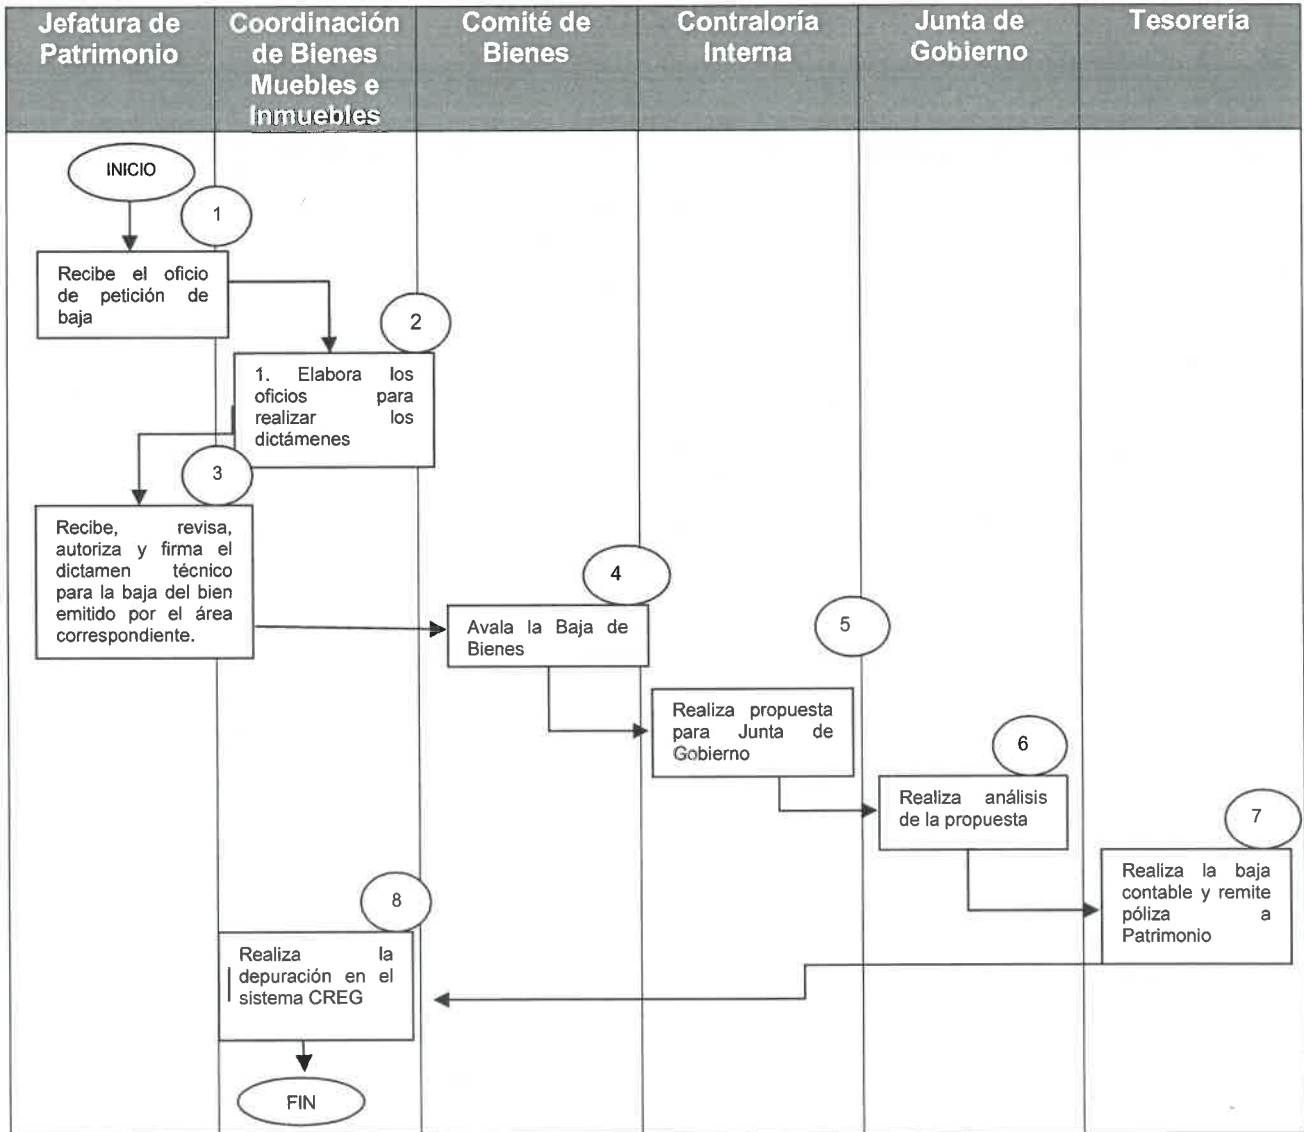 Jefatura de
Patrimonio
Coordinación
de Bienes
Muebles e
Inmuebles
Comité de
Bienes
Contraloría
Interna
Junta de
Gobierno
Tesorería
INICIO
1
Recibe el oficio
de petición de
baja
2
1. Elabora los
oficios para
realizar los
dictámenes
3
Recibe, revisa,
autoriza y firma el
dictamen técnico
para la baja del bien
emitido por el área
correspondiente.
4
Avala la Baja de
Bienes
5
Realiza propuesta
para Junta de
Gobierno
6
Realiza análisis
de la propuesta
7
Realiza la baja
contable y remite
póliza a
Patrimonio
8
Realiza la
depuración en el
sistema CREG
FIN